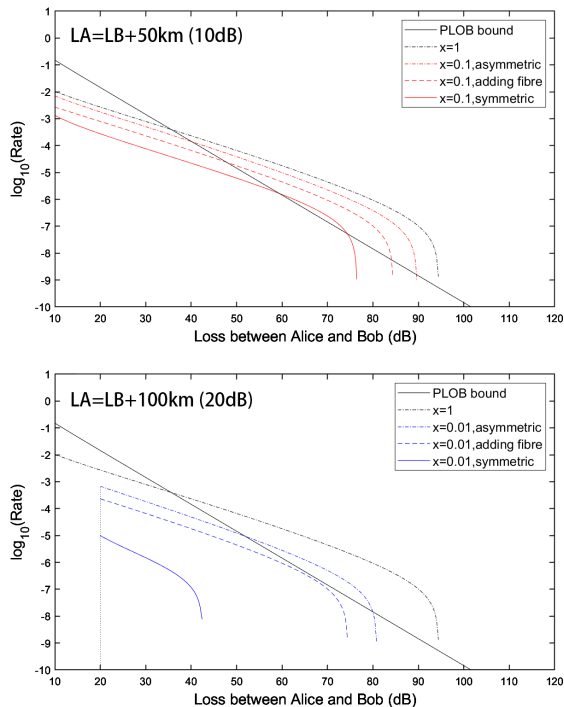 LA=LB+50km (10dB)
PLOB bound
x=1
x=0.1,asymmetric
x=0.1,adding fibre
x=0.1,symmetric
1
0
-1
-2
-3
-4
-5
-6
-7
-8
-9
-10
log10(Rate)
10 20 30 40 50 60 70 80 90 100 110 120
Loss between Alice and Bob (dB)
LA=LB+100km (20dB)
PLOB bound
x=1
x=0.01,asymmetric
x=0.01,adding fibre
x=0.01,symmetric
1
0
-1
-2
-3
-4
-5
-6
-7
-8
-9
-10
log10(Rate)
10 20 30 40 50 60 70 80 90 100 110 120
Loss between Alice and Bob (dB)